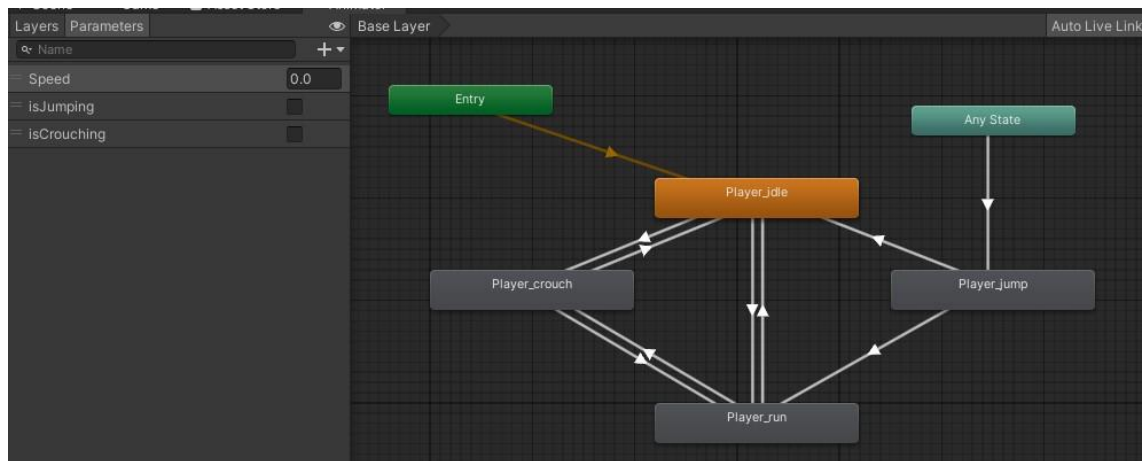 Layers Parameters
Base Layer
Auto Live Link
Name
Speed 0.0
isJumping
isCrouching
Entry
Any State
Player_idle
Player_crouch
Player_jump
Player_run